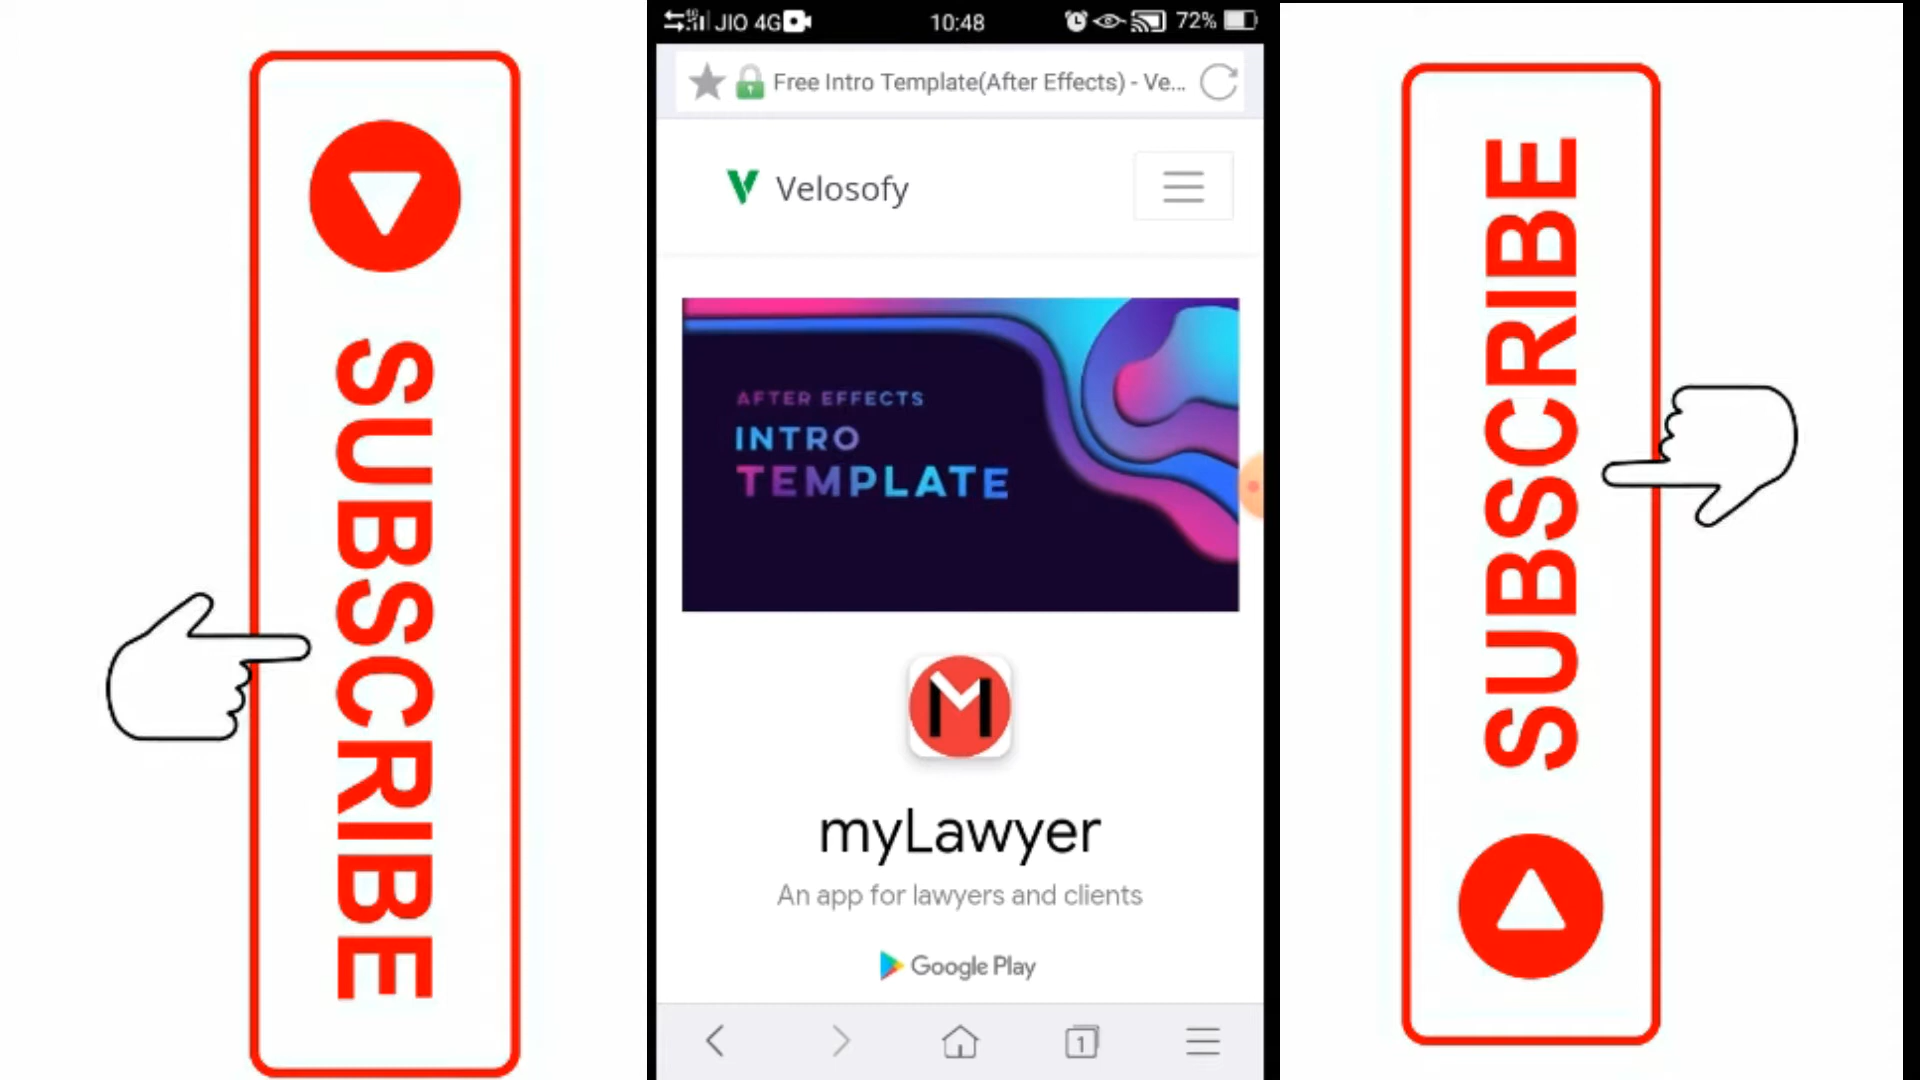 SUBSCRIBE
JIO 4G
10:48
72%
Free Intro Template(After Effects) - Ve...
Velosofy
AFTER EFFECTS
INTRO
TEMPLATE
M
myLawyer
An app for lawyers and clients
Google Play
1
SUBSCRIBE